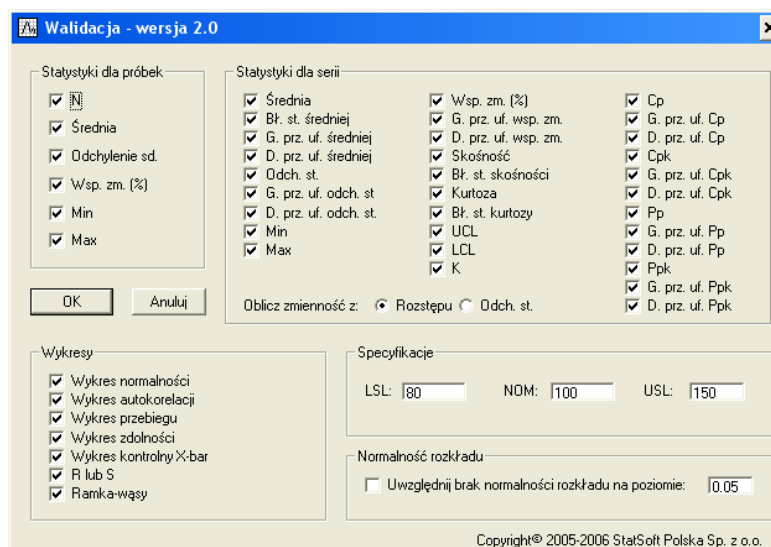 Walidacja - wersja 2.0
Statystyki dla próbek
N
Średnia
Odchylenie sd.
Wsp. zm. (%)
Min
Max
OK
Anuluj
Statystyki dla serii
Średnia
Bł. st. średniej
G. prz. uf. średniej
D. prz. uf. średniej
Odch. st.
G. prz. uf. odch. st
D. prz. uf. odch. st.
Min
Max
Wsp. zm. (%)
G. prz. uf. wsp. zm.
D. prz. uf. wsp. zm.
Skośność
Bł. st. skośności
Kurtoza
Bł. st. kurtozy
UCL
LCL
K
Cp
G. prz. uf. Cp
D. prz. uf. Cp
Cpk
G. prz. uf. Cpk
D. prz. uf. Cpk
Pp
G. prz. uf. Pp
D. prz. uf. Pp
Ppk
G. prz. uf. Ppk
D. prz. uf. Ppk
Oblicz zmienność z: Rozstępu Odch. st.
Wykresy
Wykres normalności
Wykres autokorelacji
Wykres przebiegu
Wykres zdolności
Wykres kontrolny X-bar
R lub S
Ramka-wąsy
Specyfikacje
LSL: 80 NOM: 100 USL: 150
Normalność rozkładu
Uwzględnij brak normalności rozkładu na poziomie: 0.05
Copyright© 2005-2006 StatSoft Polska Sp. z o.o.